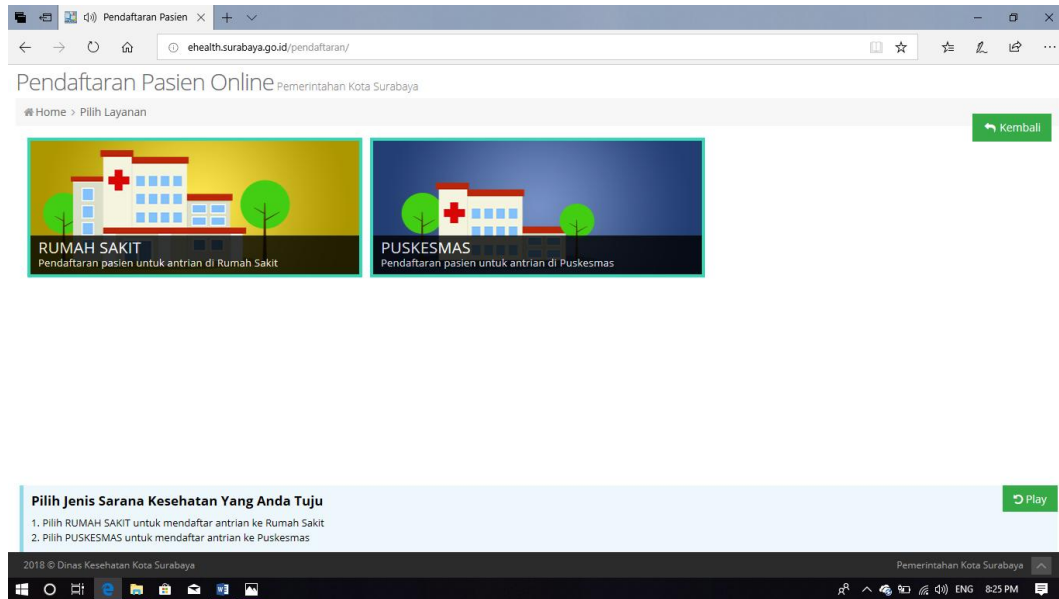 Pendaftaran Pasien
ehealth.surabaya.go.id/pendaftaran/
Pendaftaran Pasien Online Pemerintahan Kota Surabaya
Home > Pilih Layanan
Kembali
RUMAH SAKIT
Pendaftaran pasien untuk antrian di Rumah Sakit
PUSKESMAS
Pendaftaran pasien untuk antrian di Puskesmas
Pilih Jenis Sarana Kesehatan Yang Anda Tuju
Play
1. Pilih RUMAH SAKIT untuk mendaftar antrian ke Rumah Sakit
2. Pilih PUSKESMAS untuk mendaftar antrian ke Puskesmas
2018 © Dinas Kesehatan Kota Surabaya
Pemerintahan Kota Surabaya
ENG 8:25 PM